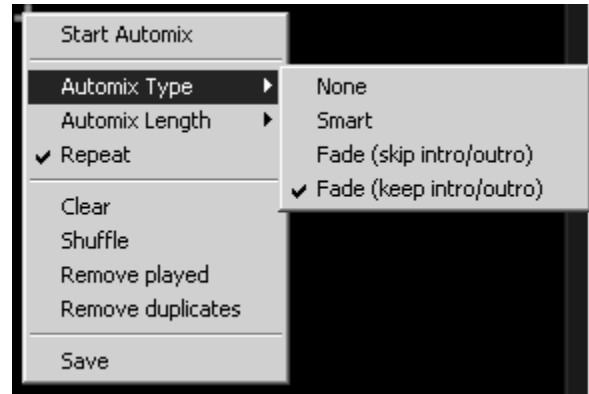 Start Automix
Automix Type
Automix Length
Repeat
Clear
Shuffle
Remove played
Remove duplicates
Save
None
Smart
Fade (skip intro/outro)
Fade (keep intro/outro)